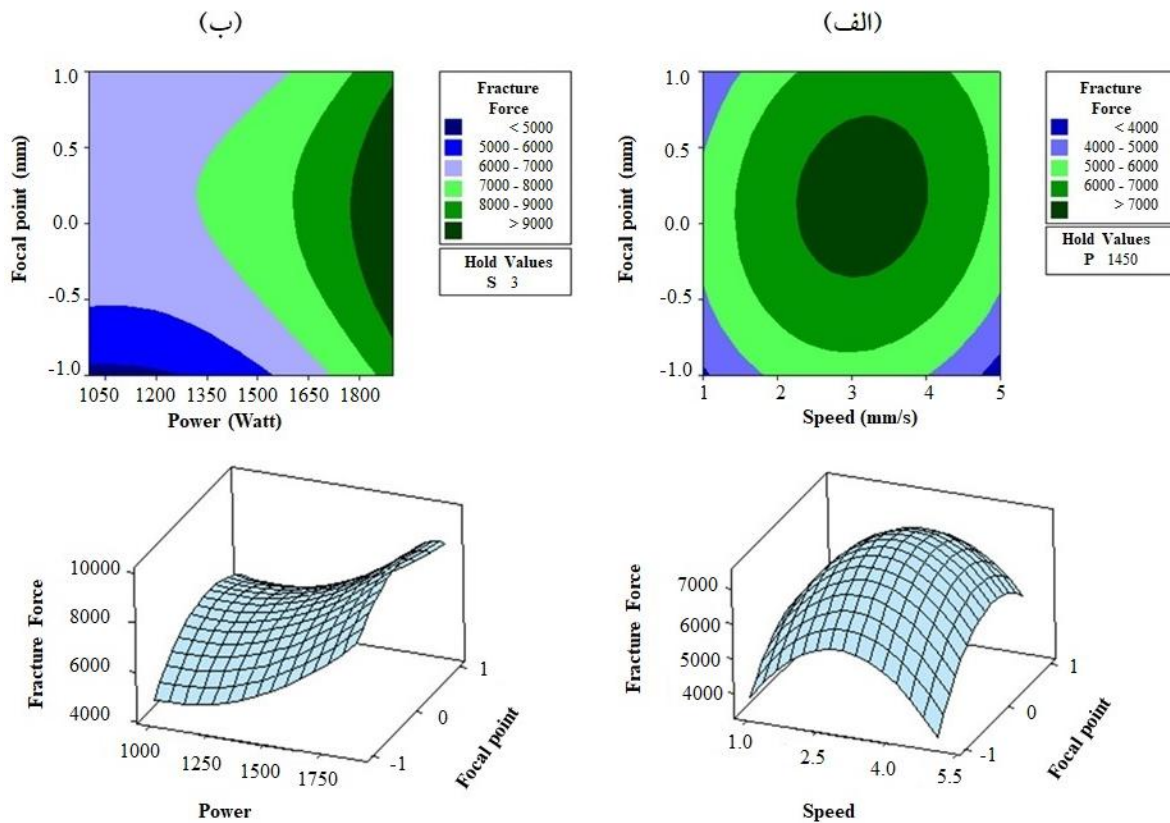 (ب)
1.0
0.5
0.0
-0.5
-1.0
Focal point (mm)
1050 1200 1350 1500 1650 1800
Power (Watt)
Fracture
Force
< 5000
5000 - 6000
6000 - 7000
7000 - 8000
8000 - 9000
> 9000
Hold Values
S 3
(الف)
1.0
0.5
0.0
-0.5
-1.0
Focal point (mm)
1 2 3 4 5
Speed (mm/s)
Fracture
Force
< 4000
4000 - 5000
5000 - 6000
6000 - 7000
> 7000
Hold Values
P 1450
10000
8000
6000
4000
Fracture Force
1000
1250
1500
1750
Power
-1
0
1
Focal point
7000
6000
5000
4000
Fracture Force
1.0
2.5
4.0
5.5
Speed
-1
0
1
Focal point